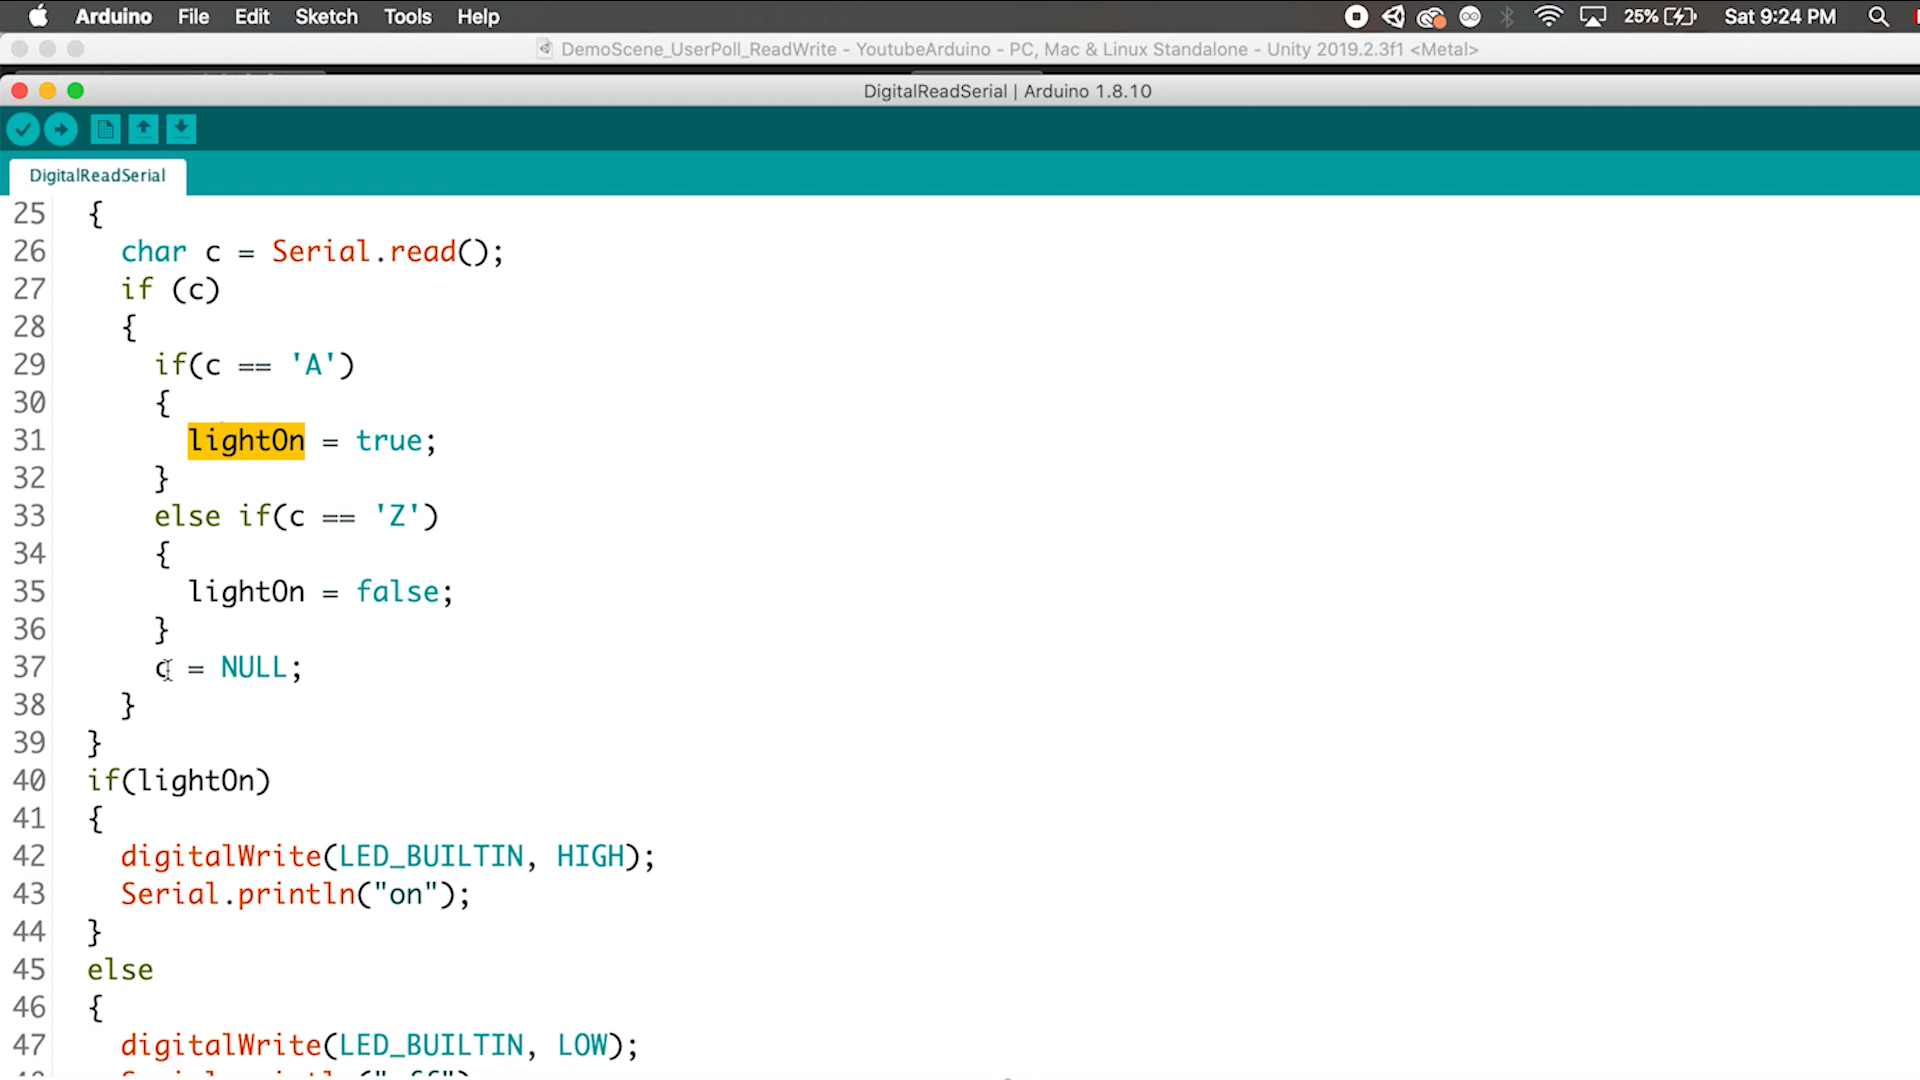 Arduino File Edit Sketch Tools Help 25% Sat 9:24 PM
DemoScene_UserPoll_ReadWrite - YoutubeArduino - PC, Mac & Linux Standalone - Unity 2019.2.3f1 <Metal>
DigitalReadSerial | Arduino 1.8.10
DigitalReadSerial
25 {
26 char c = Serial.read();
27 if (c)
28 {
29 if(c == 'A')
30 {
31 lightOn = true;
32 }
33 else if(c == 'Z')
34 {
35 lightOn = false;
36 }
37 c = NULL;
38 }
39 }
40 if(lightOn)
41 {
42 digitalWrite(LED_BUILTIN, HIGH);
43 Serial.println("on");
44 }
45 else
46 {
47 digitalWrite(LED_BUILTIN, LOW);